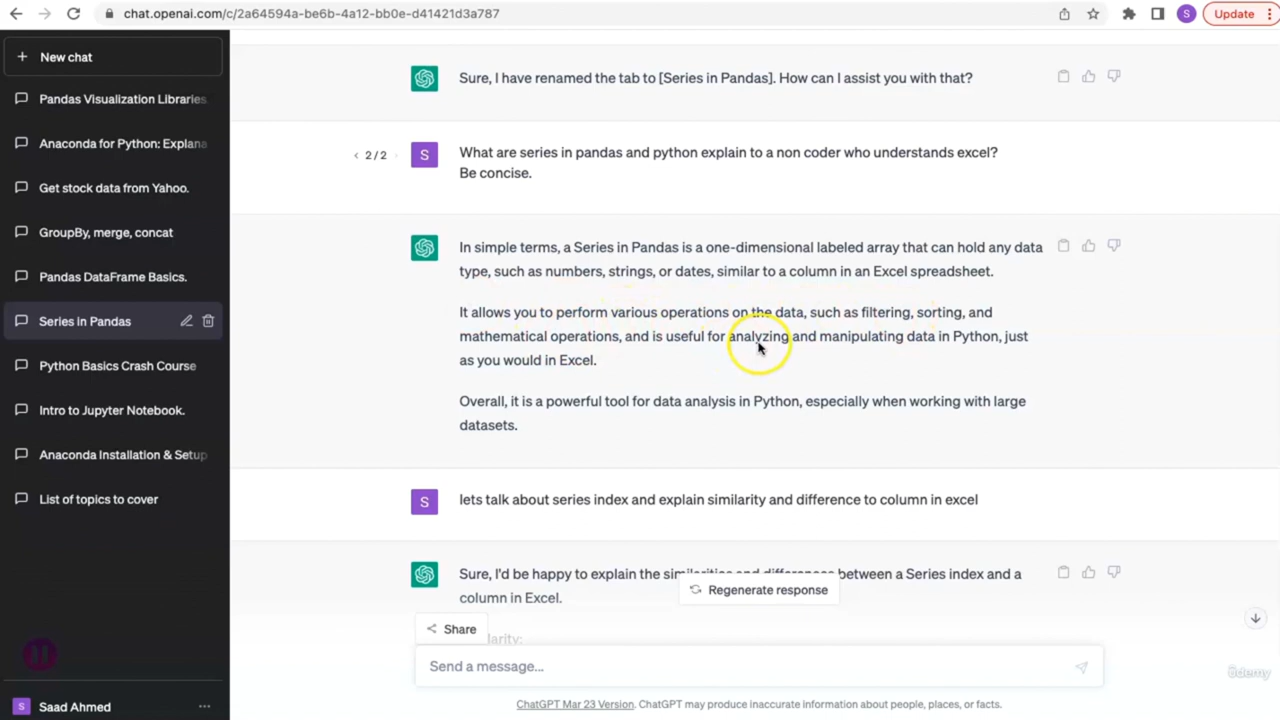 chat.openai.com/c/2a64594a-be6b-4a12-bb0e-d41421d3a787
S
Update
New chat
Pandas Visualization Libraries
Anaconda for Python: Explana
Get stock data from Yahoo.
GroupBy, merge, concat
Pandas DataFrame Basics.
Series in Pandas
Python Basics Crash Course
Intro to Jupyter Notebook.
Anaconda Installation & Setup
List of topics to cover
S
Saad Ahmed
...
Sure, I have renamed the tab to [Series in Pandas]. How can I assist you with that?
< 2 / 2 >
S
What are series in pandas and python explain to a non coder who understands excel?
Be concise.
In simple terms, a Series in Pandas is a one-dimensional labeled array that can hold any data
type, such as numbers, strings, or dates, similar to a column in an Excel spreadsheet.
It allows you to perform various operations on the data, such as filtering, sorting, and
mathematical operations, and is useful for analyzing and manipulating data in Python, just
as you would in Excel.
Overall, it is a powerful tool for data analysis in Python, especially when working with large
datasets.
S
lets talk about series index and explain similarity and difference to column in excel
Sure, I'd be happy to explain the similarities and differences between a Series index and a
column in Excel.
Regenerate response
Share
larity:
Send a message...
ChatGPT Mar 23 Version. ChatGPT may produce inaccurate information about people, places, or facts.
ûdemy